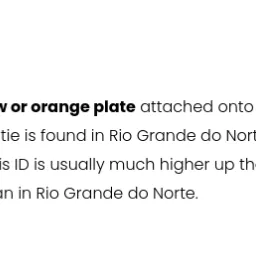 w or orange plate attached onto
tie is found in Rio Grande do Nort
is ID is usually much higher up th
an in Rio Grande do Norte.